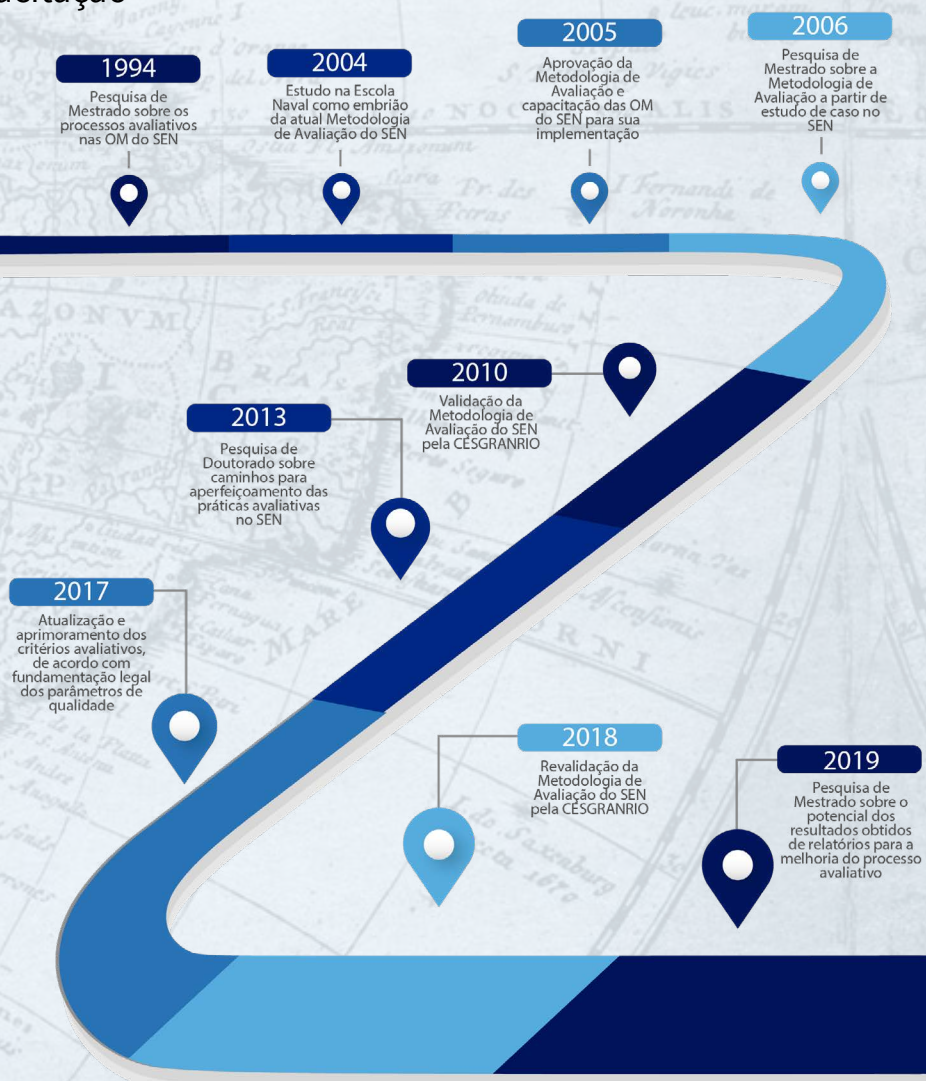 1994
Pesquisa de
Mestrado sobre os
processos avaliativos
nas OM do SEN
2004
Estudo na Escola
Naval como embrião
da atual Metodologia
de Avaliação do SEN
2005
Aprovação da
Metodologia de
Avaliação e
capacitação das OM
do SEN para sua
implementação
2006
Pesquisa de
Mestrado sobre a
Metodologia de
Avaliação a partir de
estudo de caso no
SEN
2010
Validação da
Metodologia de
Avaliação do SEN
pela CESGRANRIO
2013
Pesquisa de
Doutorado sobre
caminhos para
aperfeiçoamento das
práticas avaliativas
no SEN
2017
Atualização e
aprimoramento dos
critérios avaliativos,
de acordo com
fundamentação legal
dos parâmetros de
qualidade
2018
Revalidação da
Metodologia de
Avaliação do SEN
pela CESGRANRIO
2019
Pesquisa de
Mestrado sobre o
potencial dos
resultados obtidos
de relatórios para a
melhoria do processo
avaliativo